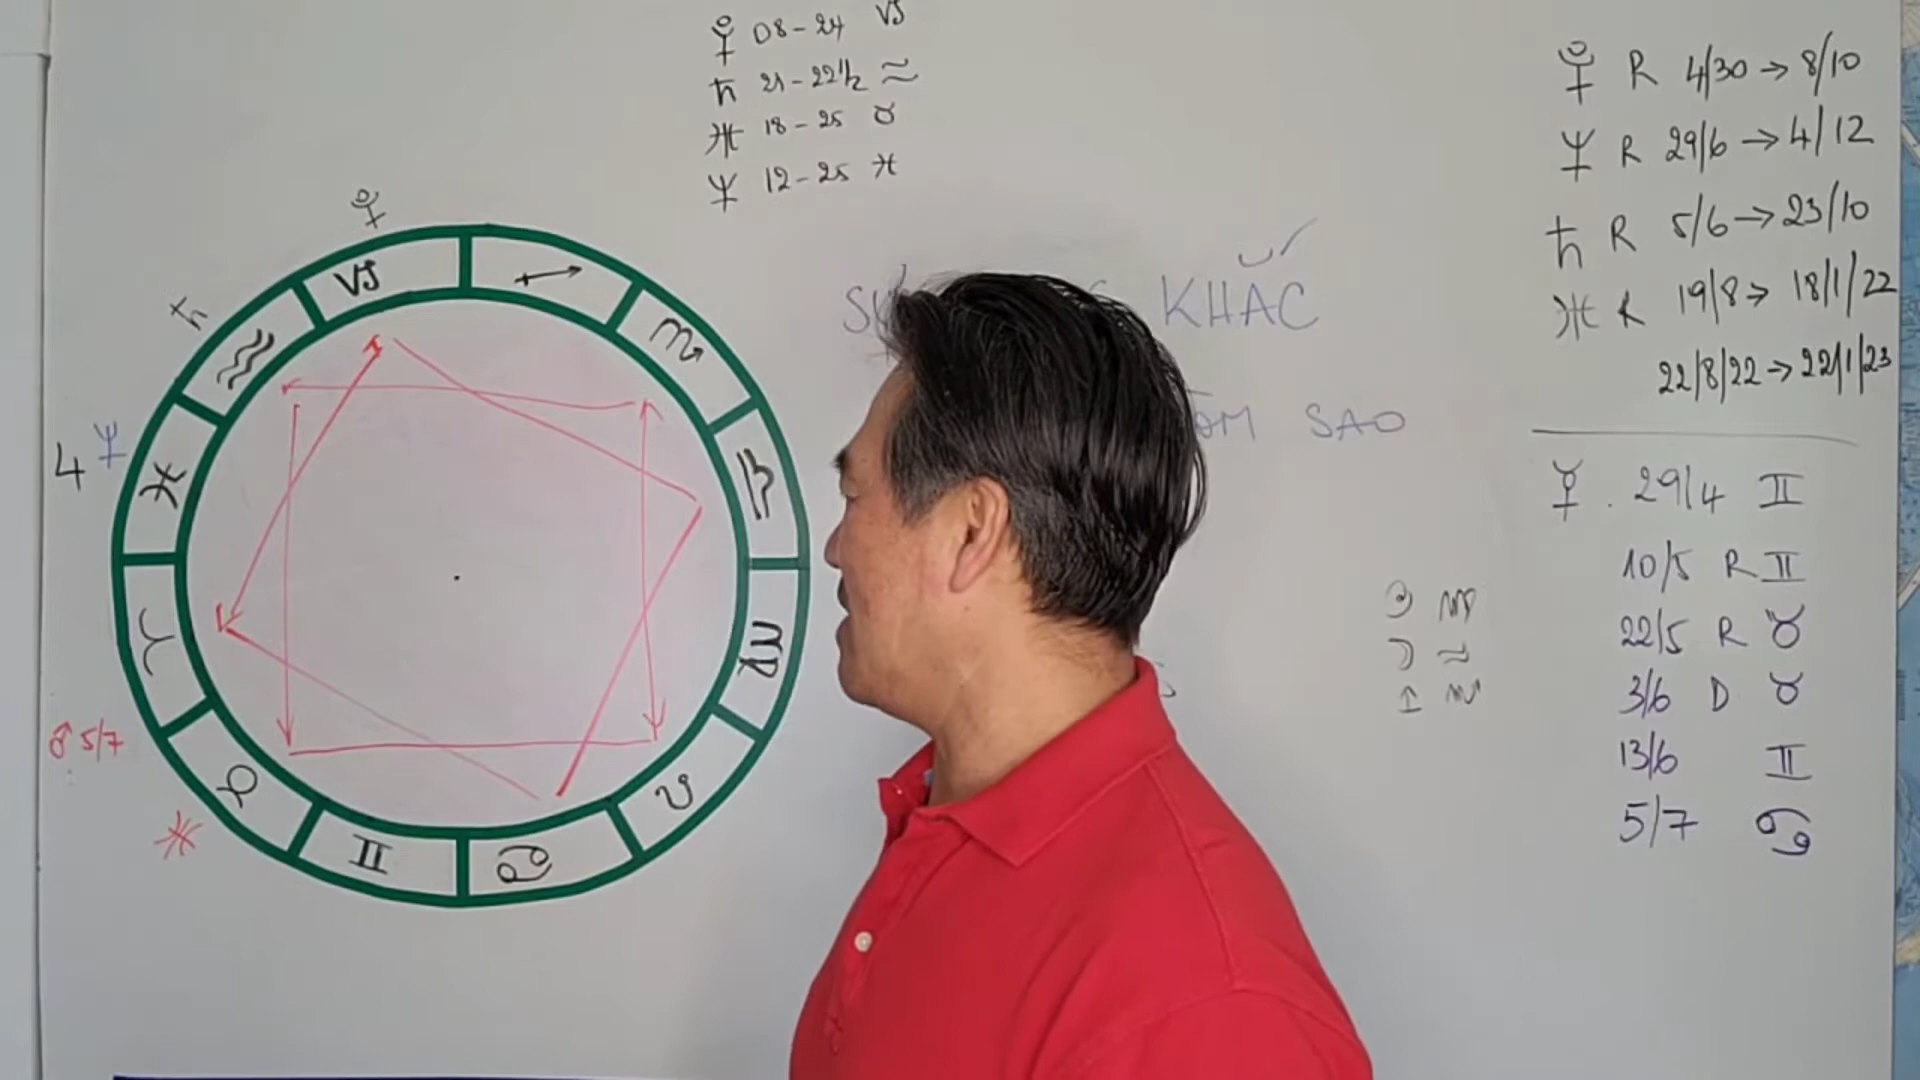 ♇ 08-24 ♑
♄ 21-22½ ♒
♅ 18-25 ♉
♆ 12-25 ♓
♇
♑ ♐
♄
♒ ♏
♃ ♆
♓ ♎
♈ ♍
♂ 5/7
♉ ♌
♅
♊ ♋
KHẮC
SAO
♇ R 4/30 → 8/10
♆ R 29/6 → 4/12
♄ R 5/6 → 23/10
♅ R 19/8 → 18/1/22
22/8/22 → 22/1/23
☿ . 29/4 ♊
10/5 R ♊
22/5 R ♉
3/6 D ♉
13/6 ♊
5/7 ♋